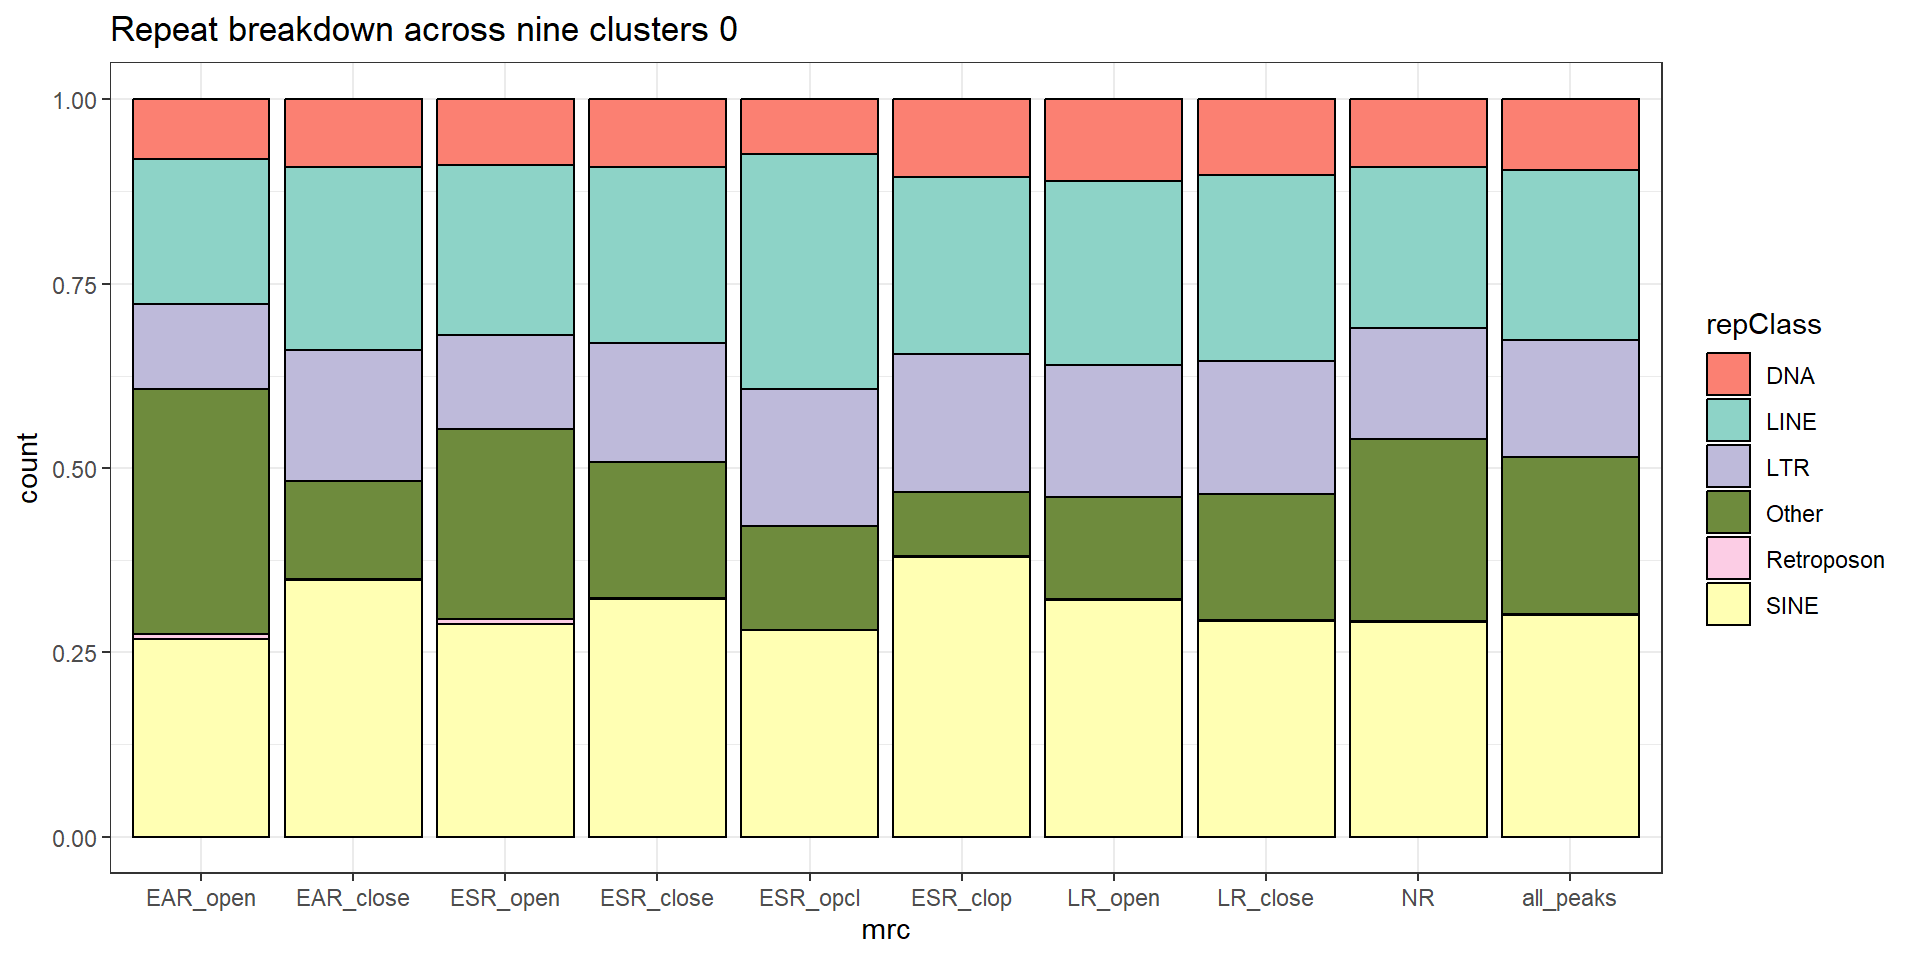 Repeat breakdown across nine clusters 0
count
1.00
0.75
0.50
0.25
0.00
EAR_open EAR_close ESR_open ESR_close ESR_opcl ESR_clop LR_open LR_close NR all_peaks
mrc
repClass
DNA
LINE
LTR
Other
Retroposon
SINE